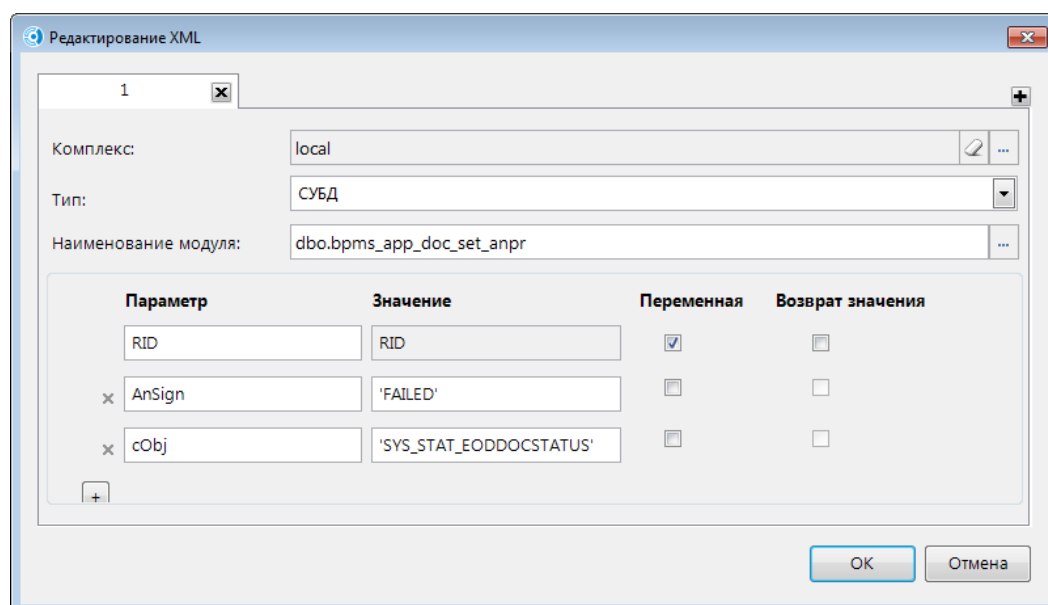 Редактирование XML
1
Комплекс: local ...
Тип: СУБД
Наименование модуля: dbo.bpms_app_doc_set_anpr ...
Параметр Значение Переменная Возврат значения
RID RID
AnSign 'FAILED'
cObj 'SYS_STAT_EODDOCSTATUS'
+
OK Отмена